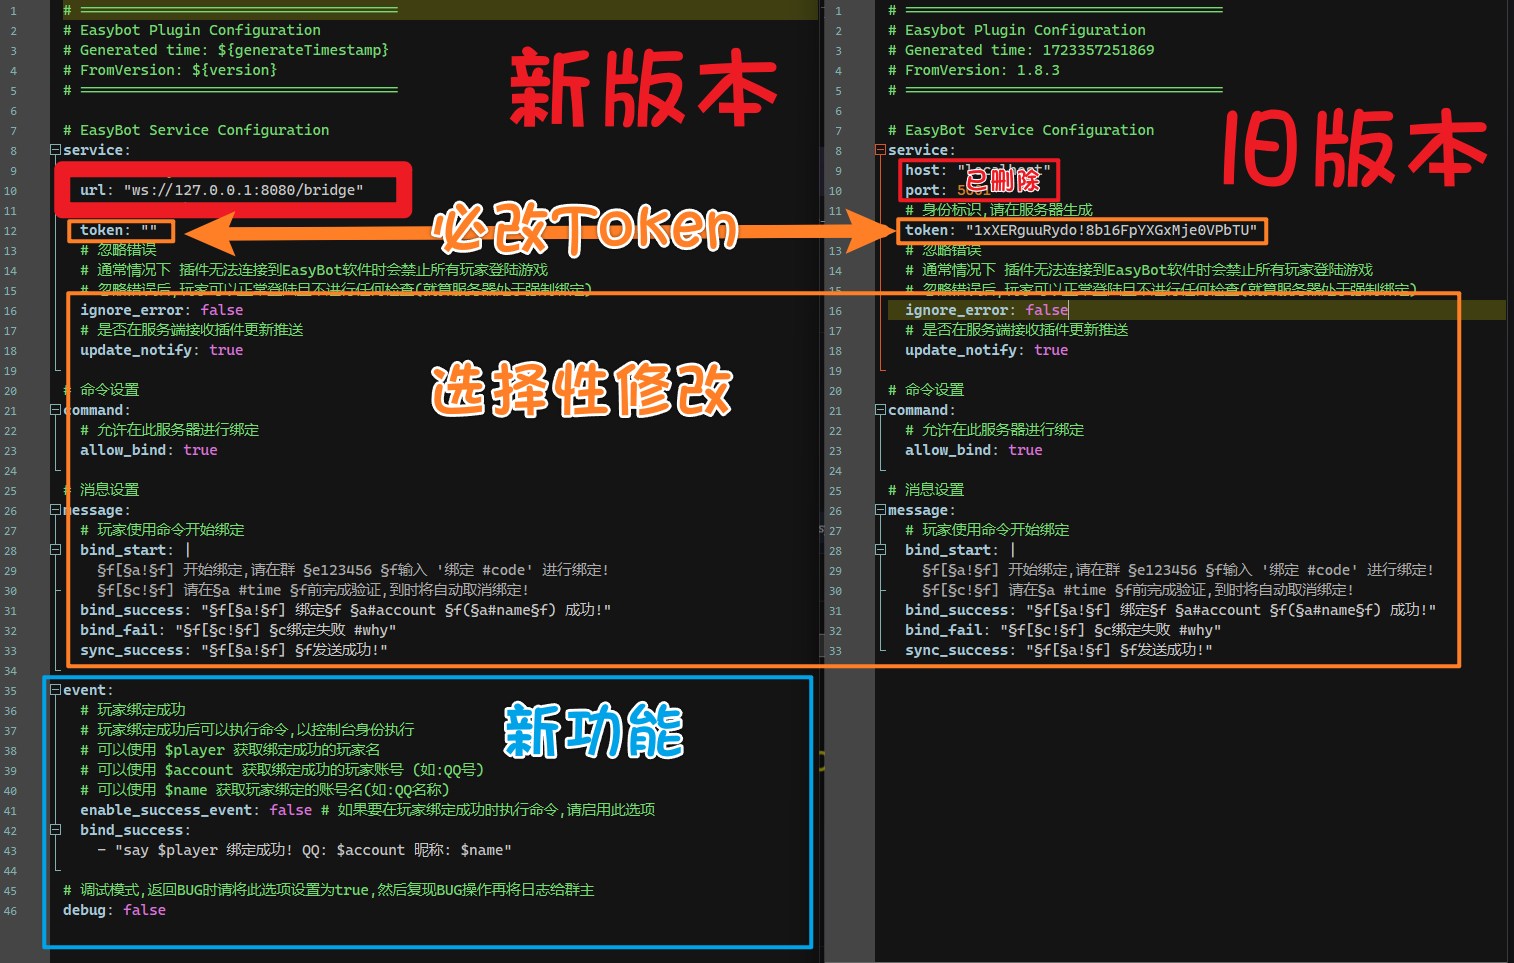 1 # =====================================
2 # Easybot Plugin Configuration
3 # Generated time: ${generateTimestamp}
4 # FromVersion: ${version}
5 # =====================================
6
7 # EasyBot Service Configuration
8 service:
9
10 url: "ws://127.0.0.1:8080/bridge"
11
12 token: ""
13 # 忽略错误
14 # 通常情况下 插件无法连接到EasyBot软件时会禁止所有玩家登陆游戏
15 # 忽略错误后,玩家可以正常登陆且不进行任何检查(就算服务器处于强制绑定)
16 ignore_error: false
17 # 是否在服务端接收插件更新推送
18 update_notify: true
19
20 # 命令设置
21 command:
22 # 允许在此服务器进行绑定
23 allow_bind: true
24
25 # 消息设置
26 message:
27 # 玩家使用命令开始绑定
28 bind_start: |
29 §f[§a!§f] 开始绑定,请在群 §e123456 §f输入 '绑定 #code' 进行绑定!
30 §f[§c!§f] 请在§a #time §f前完成验证,到时将自动取消绑定!
31 bind_success: "§f[§a!§f] 绑定§f §a#account §f(§a#name§f) 成功!"
32 bind_fail: "§f[§c!§f] §c绑定失败 #why"
33 sync_success: "§f[§a!§f] §f发送成功!"
34
35 event:
36 # 玩家绑定成功
37 # 玩家绑定成功后可以执行命令,以控制台身份执行
38 # 可以使用 $player 获取绑定成功的玩家名
39 # 可以使用 $account 获取绑定成功的玩家账号 (如:QQ号)
40 # 可以使用 $name 获取玩家绑定的账号名(如:QQ名称)
41 enable_success_event: false # 如果要在玩家绑定成功时执行命令,请启用此选项
42 bind_success:
43 - "say $player 绑定成功! QQ: $account 昵称: $name"
44
45 # 调试模式,返回BUG时请将此选项设置为true,然后复现BUG操作再将日志给群主
46 debug: false
新版本
必改Token
选择性修改
新功能
1 # =====================================
2 # Easybot Plugin Configuration
3 # Generated time: 1723357251869
4 # FromVersion: 1.8.3
5 # =====================================
6
7 # EasyBot Service Configuration
8 service:
9 host: "localhost"
10 port:
11 # 身份标识,请在服务器生成
12 token: "1xXERguuRydo!8b16FpYXGxMje0VPbTU"
13 # 忽略错误
14 # 通常情况下 插件无法连接到EasyBot软件时会禁止所有玩家登陆游戏
15 # 忽略错误后,玩家可以正常登陆且不进行任何检查(就算服务器处于强制绑定)
16 ignore_error: false
17 # 是否在服务端接收插件更新推送
18 update_notify: true
19
20 # 命令设置
21 command:
22 # 允许在此服务器进行绑定
23 allow_bind: true
24
25 # 消息设置
26 message:
27 # 玩家使用命令开始绑定
28 bind_start: |
29 §f[§a!§f] 开始绑定,请在群 §e123456 §f输入 '绑定 #code' 进行绑定!
30 §f[§c!§f] 请在§a #time §f前完成验证,到时将自动取消绑定!
31 bind_success: "§f[§a!§f] 绑定§f §a#account §f(§a#name§f) 成功!"
32 bind_fail: "§f[§c!§f] §c绑定失败 #why"
33 sync_success: "§f[§a!§f] §f发送成功!"
旧版本
已删除